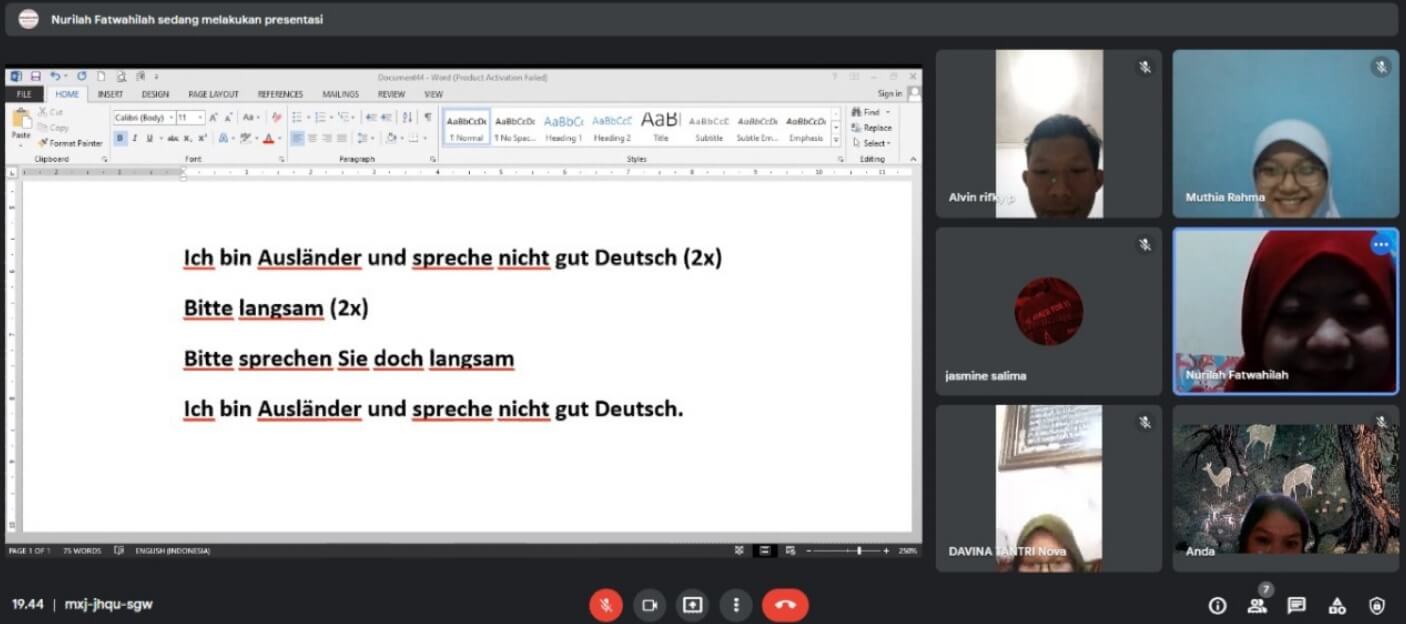 Nurilah Fatwahilah sedang melakukan presentasi
Document44 - Word (Product Activation Failed)
FILE HOME INSERT DESIGN PAGE LAYOUT REFERENCES MAILINGS REVIEW VIEW Sign in
Paste
Cut
Copy
Format Painter
Clipboard
Calibri (Body) 11
Font
Paragraph
AaBbCcDc AaBbCcDc AaBbCc AaBbCcC AaBl AaBbCcC AaBbCcDc AaBbCcDc
¶ Normal ¶ No Spac... Heading 1 Heading 2 Title Subtitle Subtle Em... Emphasis
Styles
Find
Replace
Select
Editing
Ich bin Ausländer und spreche nicht gut Deutsch (2x)
Bitte langsam (2x)
Bitte sprechen Sie doch langsam
Ich bin Ausländer und spreche nicht gut Deutsch.
PAGE 1 OF 1 75 WORDS ENGLISH (INDONESIA) 250%
Alvin rifky p
Muthia Rahma
jasmine salima
Nurilah Fatwahilah
DAVINA TANTRI Nova
Anda
19.44 | mxj-jhqu-sgw
7